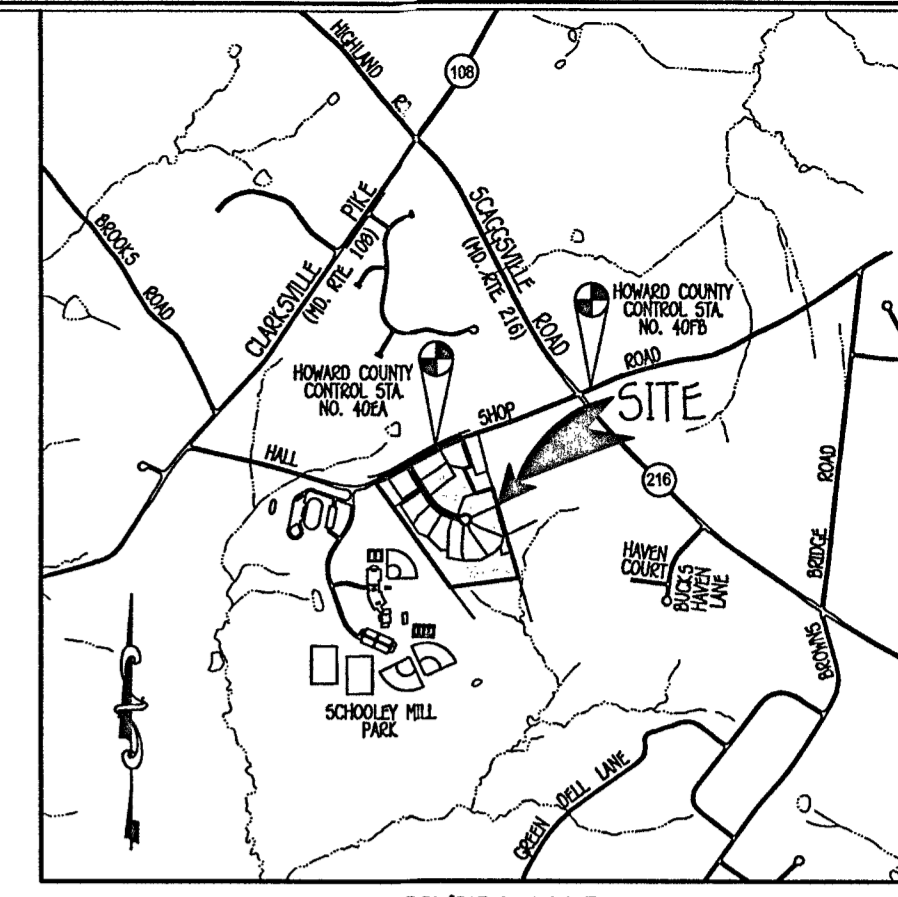 HIGHLAND
108
BROOKS
ROAD
CLARKSVILLE PIKE
(MD. RTE 108)
SCAGGSVILLE ROAD
(MD. RTE 216)
HOWARD COUNTY
CONTROL STA.
NO. 40FB
HOWARD COUNTY
CONTROL STA.
NO. 40EA
HALL SHOP ROAD
SITE
216
HAVEN
COURT
BUCKS
HAVEN
LANE
BROWNS BRIDGE ROAD
SCHOOLEY MILL
PARK
GREEN DELL LANE